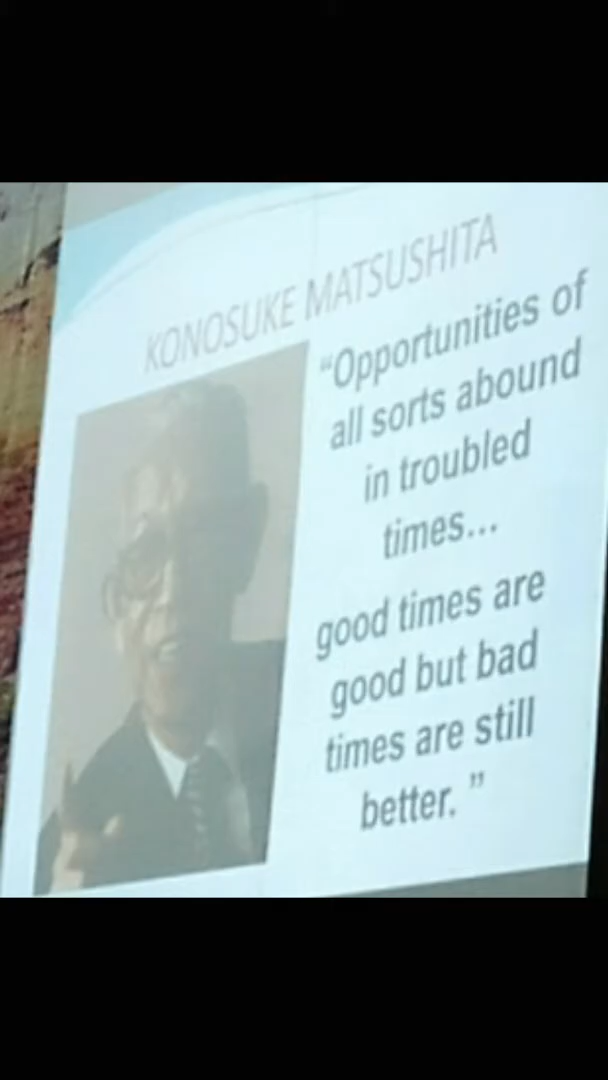 KONOSUKE MATSUSHITA
“Opportunities of
all sorts abound
in troubled
times...
good times are
good but bad
times are still
better. ”